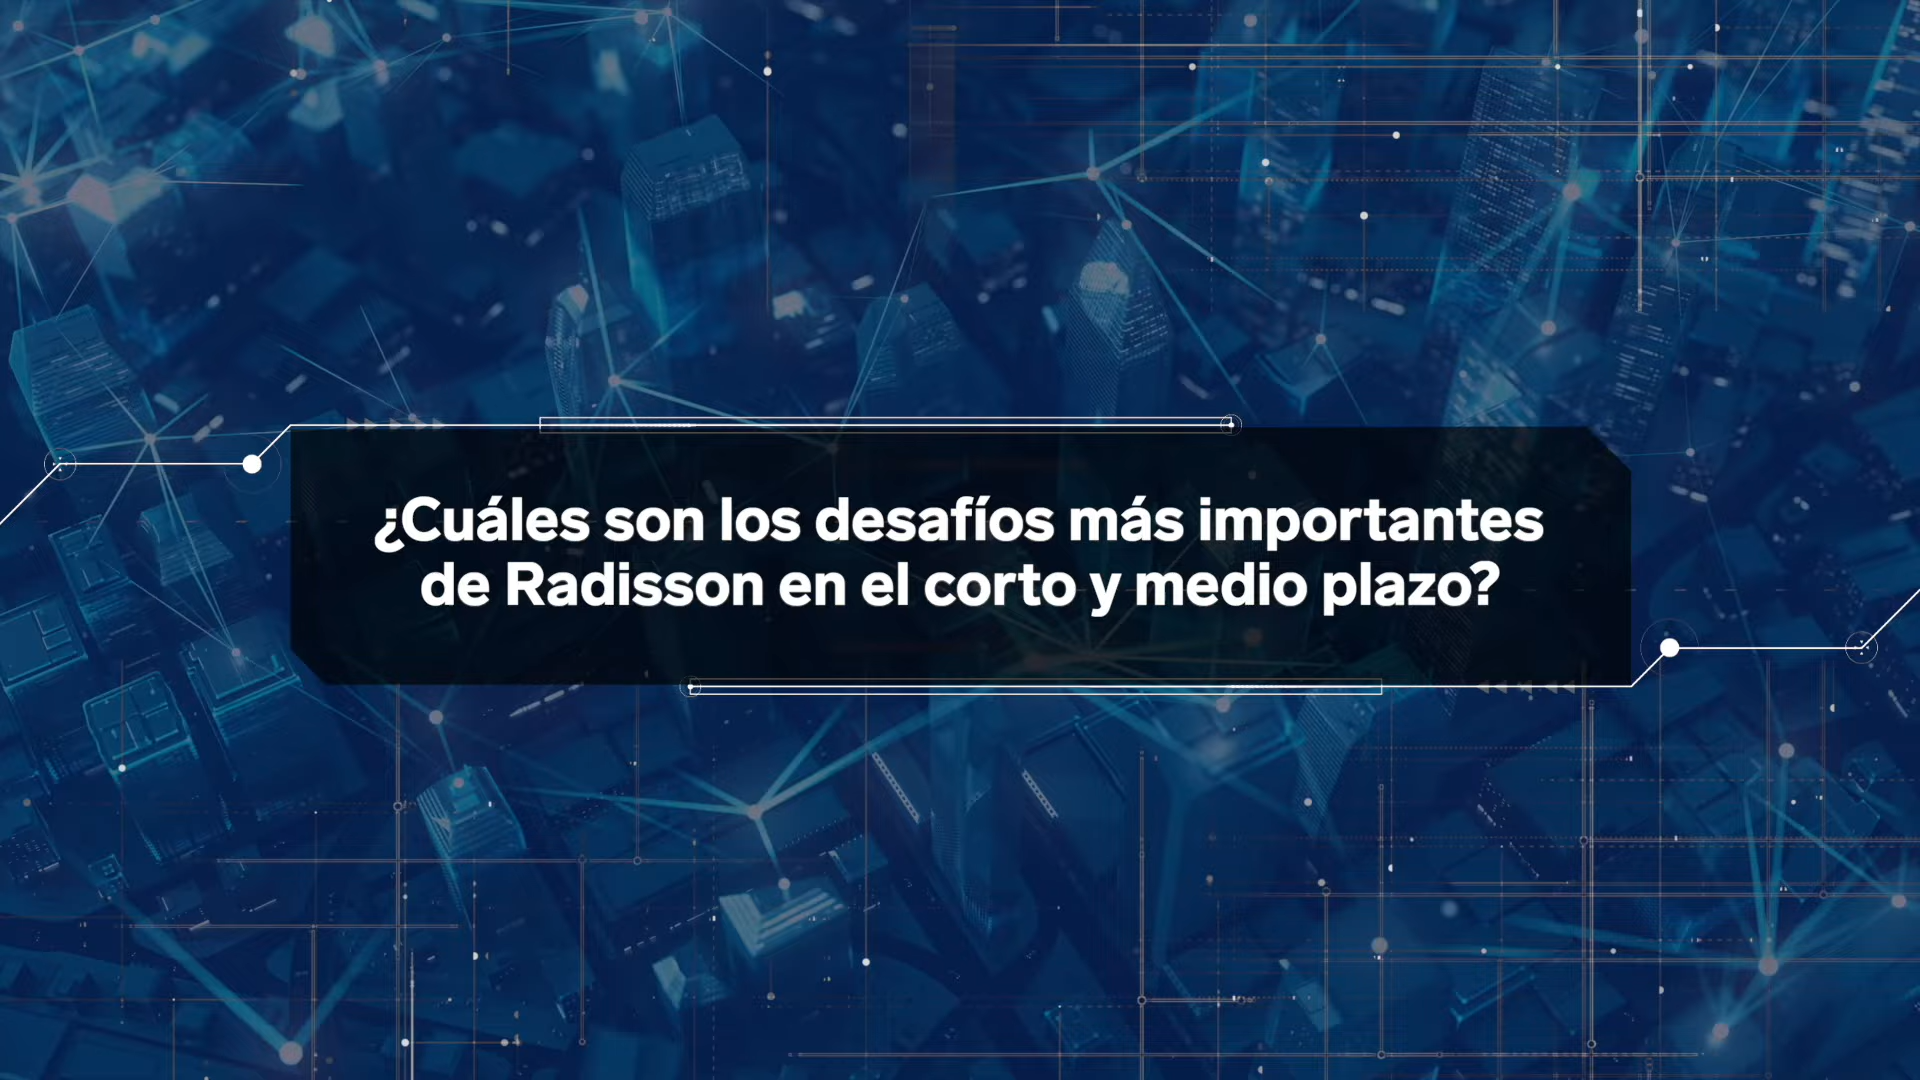 ¿Cuáles son los desafíos más importantes
de Radisson en el corto y medio plazo?